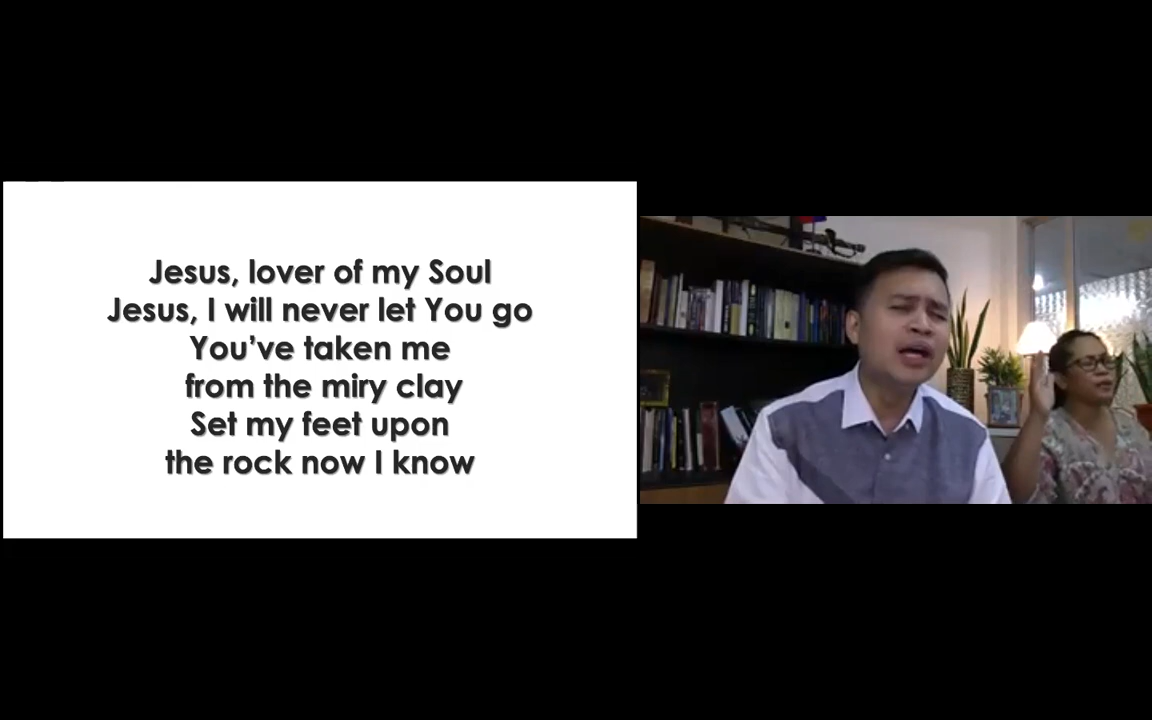 Jesus, lover of my Soul
Jesus, I will never let You go
You’ve taken me
from the miry clay
Set my feet upon
the rock now I know